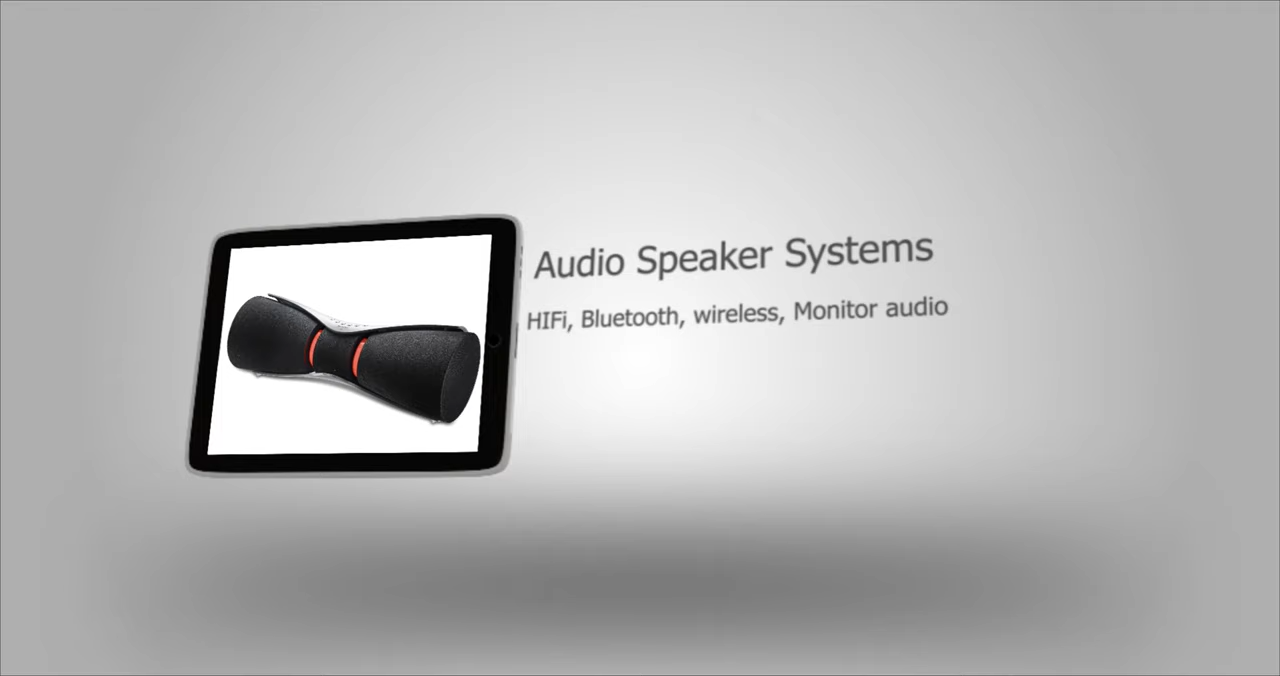 Audio Speaker Systems
HIFi, Bluetooth, wireless, Monitor audio